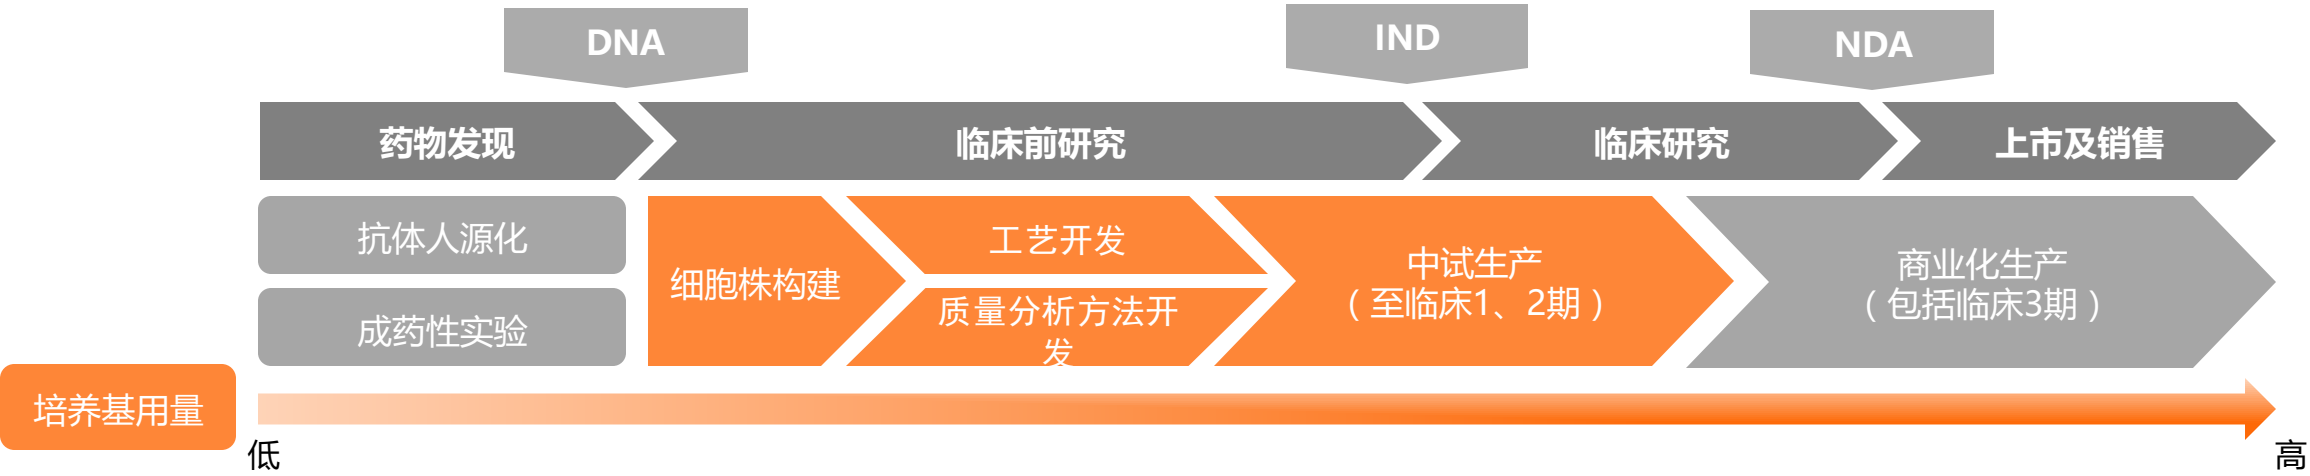 DNA
IND
NDA
药物发现
临床前研究
临床研究
上市及销售
抗体人源化
成药性实验
细胞株构建
工艺开发
质量分析方法开
发
中试生产
（至临床1、2期）
商业化生产
（包括临床3期）
培养基用量
低
高